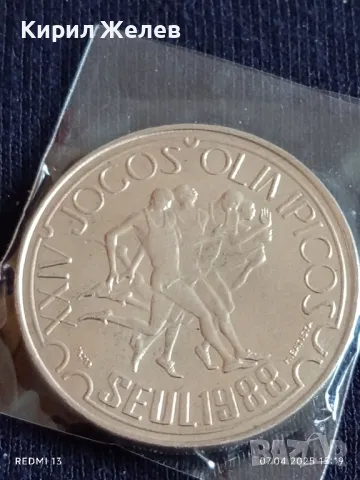 Кирил Желев
XXIV JOGOS OLIMPICOS
SEUL 1988
REDMI 13
07.04.2025 13:19